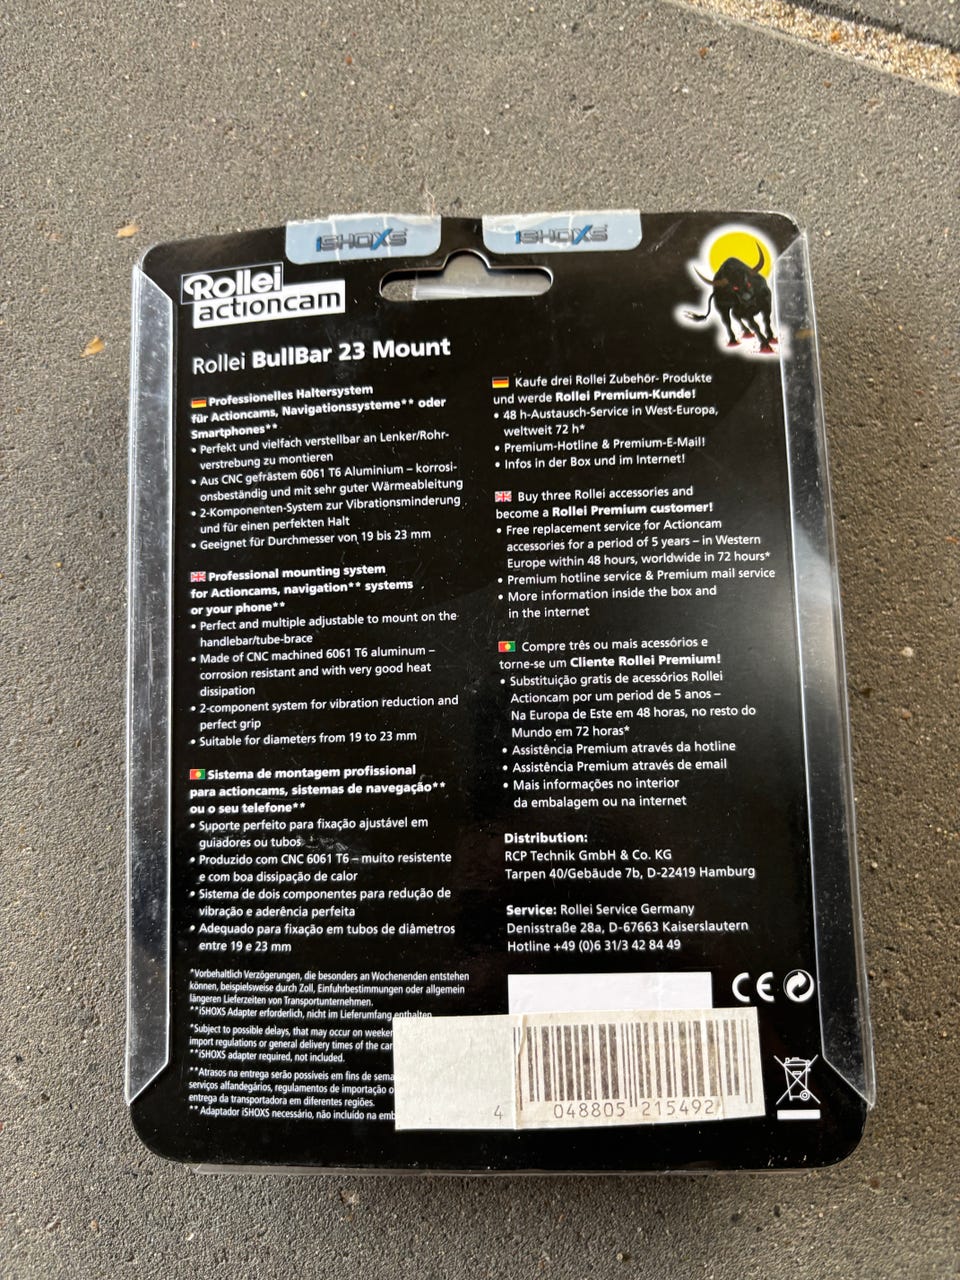 iSHOXS
iSHOXS
Rollei
actioncam
Rollei BullBar 23 Mount
Professionelles Haltersystem
für Actioncams, Navigationssysteme** oder
Smartphones**
• Perfekt und vielfach verstellbar an Lenker/Rohr-
verstrebung zu montieren
• Aus CNC gefrästem 6061 T6 Aluminium – korrosi-
onsbeständig und mit sehr guter Wärmeableitung
• 2-Komponenten-System zur Vibrationsminderung
und für einen perfekten Halt
• Geeignet für Durchmesser von 19 bis 23 mm
Professional mounting system
for Actioncams, navigation** systems
or your phone**
• Perfect and multiple adjustable to mount on the
handlebar/tube-brace
• Made of CNC machined 6061 T6 aluminum –
corrosion resistant and with very good heat
dissipation
• 2-component system for vibration reduction and
perfect grip
• Suitable for diameters from 19 to 23 mm
Sistema de montagem profissional
para actioncams, sistemas de navegação**
ou o seu telefone**
• Suporte perfeito para fixação ajustável em
guiadores ou tubos
• Produzido com CNC 6061 T6 – muito resistente
e com boa dissipação de calor
• Sistema de dois componentes para redução de
vibração e aderência perfeita
• Adequado para fixação em tubos de diâmetros
entre 19 e 23 mm
*Vorbehaltlich Verzögerungen, die besonders an Wochenenden entstehen
können, beispielsweise durch Zoll, Einfuhrbestimmungen oder allgemein
längeren Lieferzeiten von Transportunternehmen.
**iSHOXS Adapter erforderlich, nicht im Lieferumfang enthalten.
*Subject to possible delays, that may occur on weeken
import regulations or general delivery times of the car
**iSHOXS adapter required, not included.
**Atrasos na entrega serão possíveis em fins de sema
serviços alfandegários, regulamentos de importação o
entrega da transportadora em diferentes regiões.
** Adaptador iSHOXS necessário, não incluído na emb
Kaufe drei Rollei Zubehör- Produkte
und werde Rollei Premium-Kunde!
• 48 h-Austausch-Service in West-Europa,
weltweit 72 h*
• Premium-Hotline & Premium-E-Mail!
• Infos in der Box und im Internet!
Buy three Rollei accessories and
become a Rollei Premium customer!
• Free replacement service for Actioncam
accessories for a period of 5 years – in Western
Europe within 48 hours, worldwide in 72 hours*
• Premium hotline service & Premium mail service
• More information inside the box and
in the internet
Compre três ou mais acessórios e
torne-se um Cliente Rollei Premium!
• Substituição gratis de acessórios Rollei
Actioncam por um period de 5 anos –
Na Europa de Este em 48 horas, no resto do
Mundo em 72 horas*
• Assistência Premium através da hotline
• Assistência Premium através de email
• Mais informações no interior
da embalagem ou na internet
Distribution:
RCP Technik GmbH & Co. KG
Tarpen 40/Gebäude 7b, D-22419 Hamburg
Service: Rollei Service Germany
Denisstraße 28a, D-67663 Kaiserslautern
Hotline +49 (0)6 31/3 42 84 49
CE
4 048805 215492